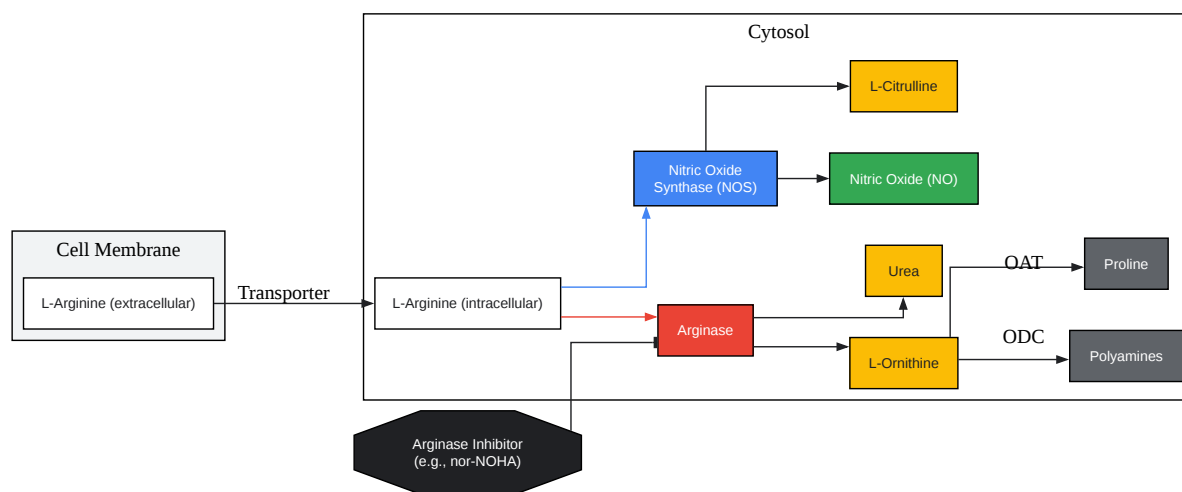 Cytosol
L-Citrulline
Nitric Oxide
Synthase (NOS)
Nitric Oxide (NO)
Cell Membrane
L-Arginine (extracellular)
Transporter
L-Arginine (intracellular)
Arginase
Urea
OAT
Proline
L-Ornithine
ODC
Polyamines
Arginase Inhibitor
(e.g., nor-NOHA)